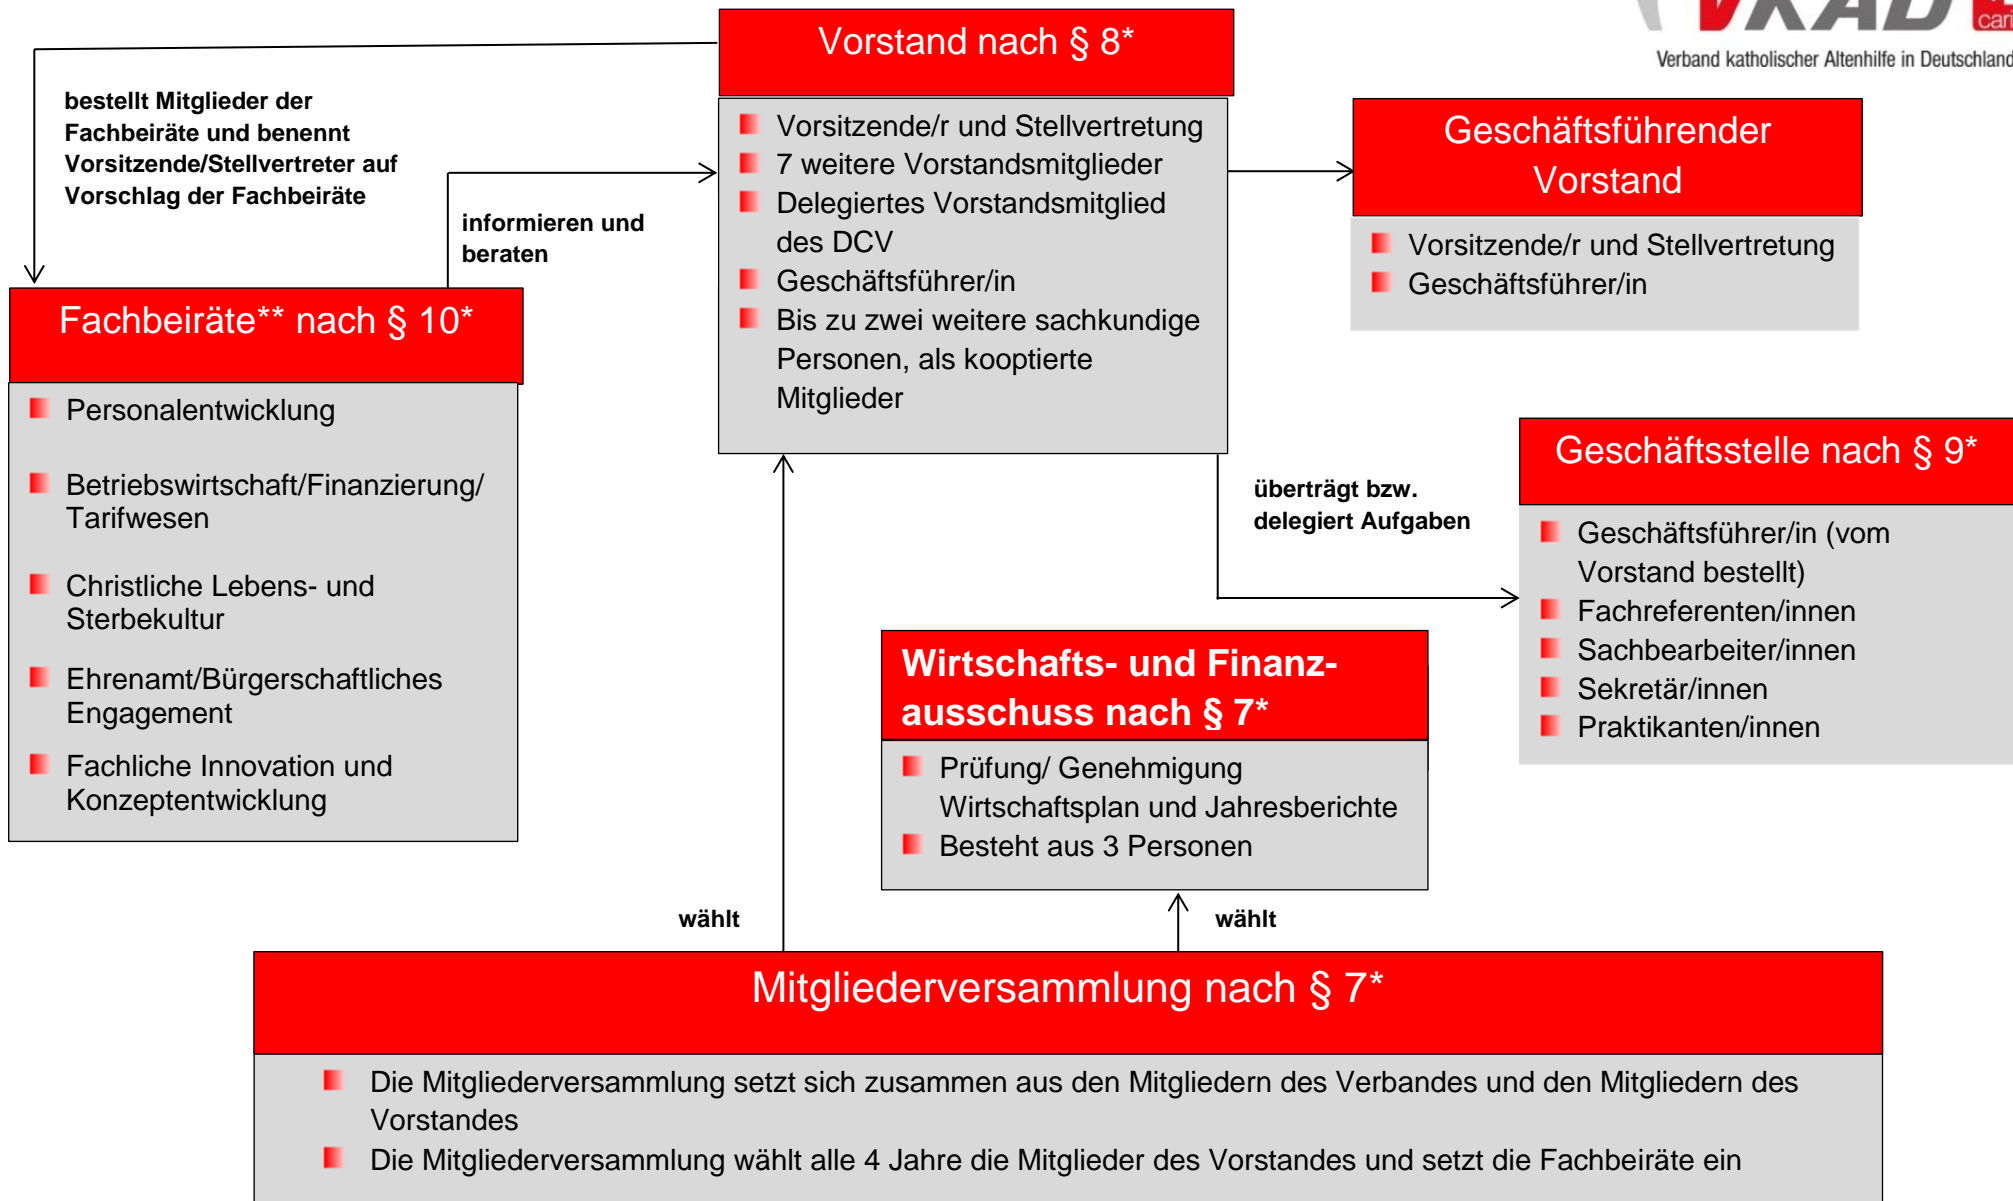 VKAD
cari
Verband katholischer Altenhilfe in Deutschland
Vorstand nach § 8*
Vorsitzende/r und Stellvertretung
7 weitere Vorstandsmitglieder
Delegiertes Vorstandsmitglied
des DCV
Geschäftsführer/in
Bis zu zwei weitere sachkundige
Personen, als kooptierte
Mitglieder
bestellt Mitglieder der
Fachbeiräte und benennt
Vorsitzende/Stellvertreter auf
Vorschlag der Fachbeiräte
informieren und
beraten
Geschäftsführender
Vorstand
Vorsitzende/r und Stellvertretung
Geschäftsführer/in
Fachbeiräte** nach § 10*
Personalentwicklung
Betriebswirtschaft/Finanzierung/
Tarifwesen
Christliche Lebens- und
Sterbekultur
Ehrenamt/Bürgerschaftliches
Engagement
Fachliche Innovation und
Konzeptentwicklung
überträgt bzw.
delegiert Aufgaben
Geschäftsstelle nach § 9*
Geschäftsführer/in (vom
Vorstand bestellt)
Fachreferenten/innen
Sachbearbeiter/innen
Sekretär/innen
Praktikanten/innen
Wirtschafts- und Finanz-
ausschuss nach § 7*
Prüfung/ Genehmigung
Wirtschaftsplan und Jahresberichte
Besteht aus 3 Personen
wählt
wählt
Mitgliederversammlung nach § 7*
Die Mitgliederversammlung setzt sich zusammen aus den Mitgliedern des Verbandes und den Mitgliedern des
Vorstandes
Die Mitgliederversammlung wählt alle 4 Jahre die Mitglieder des Vorstandes und setzt die Fachbeiräte ein